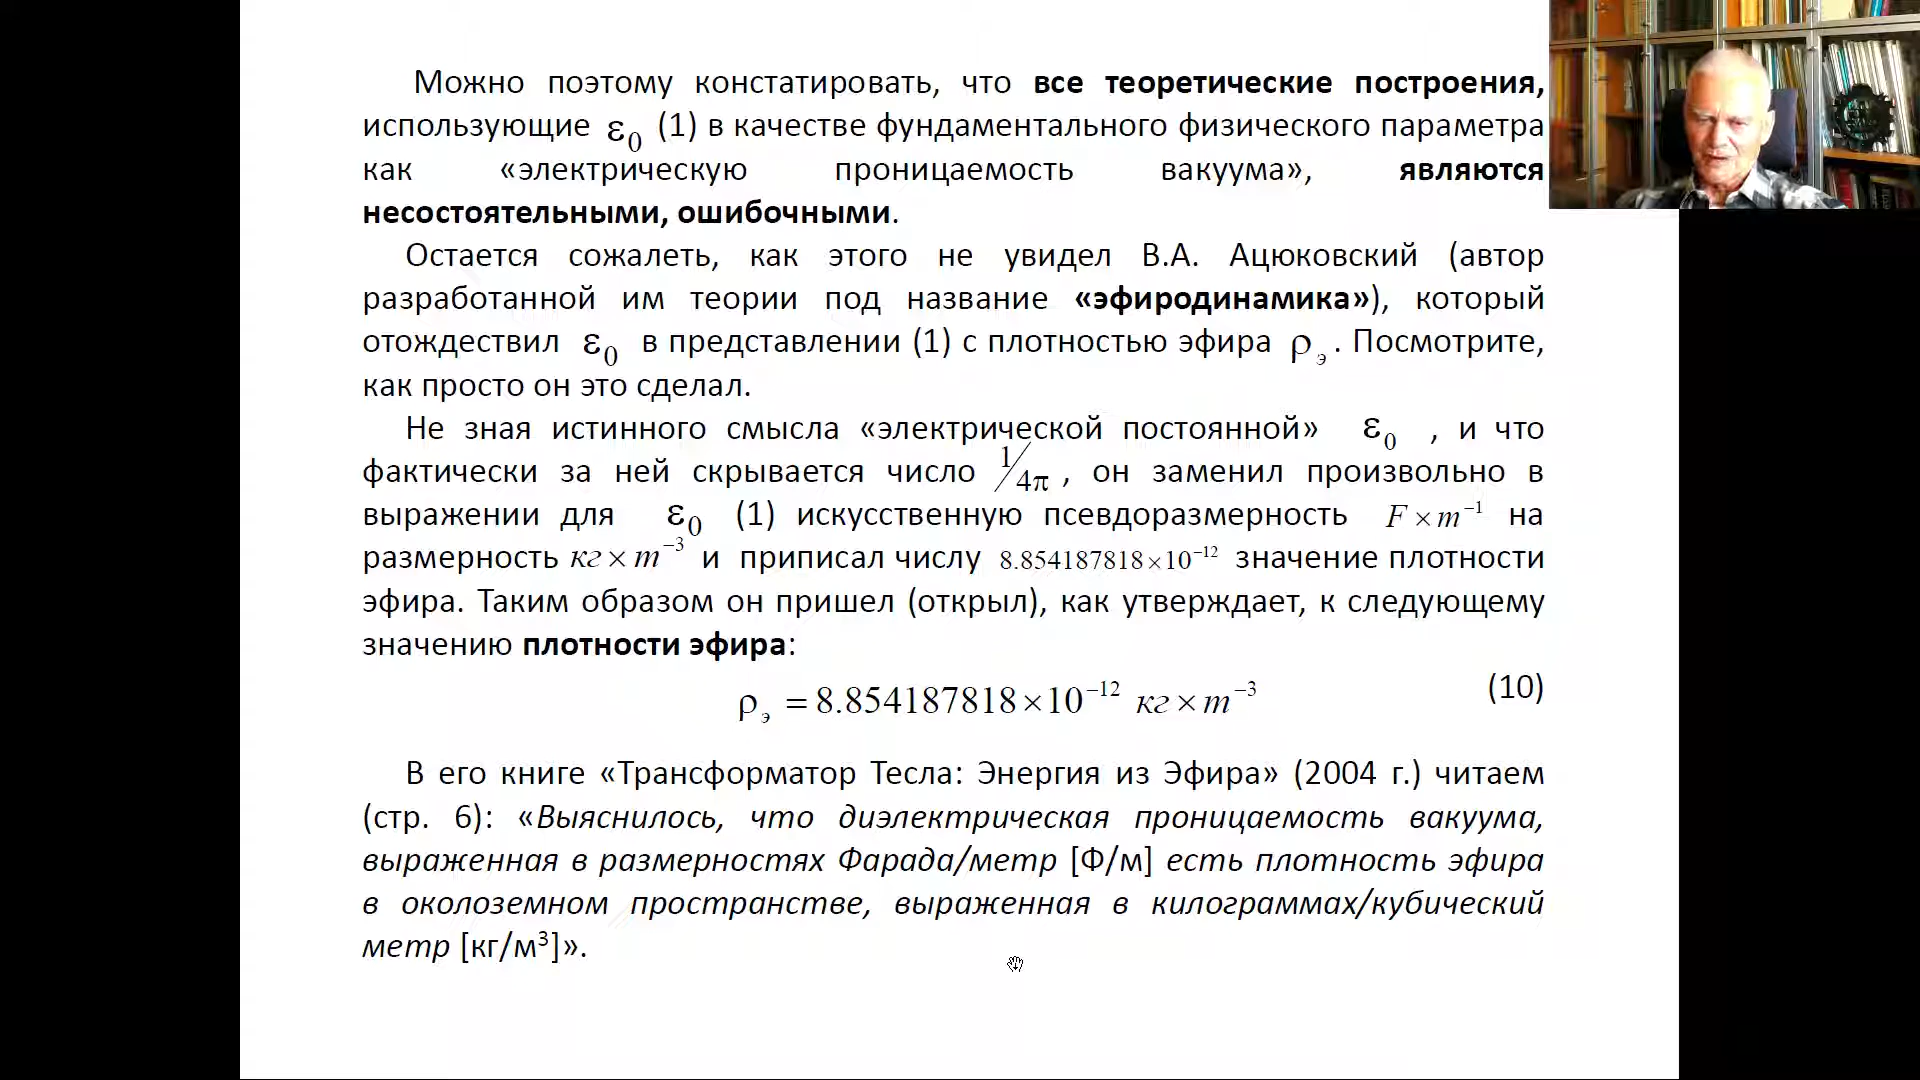 Можно поэтому констатировать, что все теоретические построения,
использующие ε₀ (1) в качестве фундаментального физического параметра
как «электрическую проницаемость вакуума», являются
несостоятельными, ошибочными.
Остается сожалеть, как этого не увидел В.А. Ацюковский (автор
разработанной им теории под название «эфиродинамика»), который
отождествил ε₀ в представлении (1) с плотностью эфира ρэ. Посмотрите,
как просто он это сделал.
Не зная истинного смысла «электрической постоянной» ε₀ , и что
фактически за ней скрывается число 1/4π , он заменил произвольно в
выражении для ε₀ (1) искусственную псевдоразмерность F×m⁻¹ на
размерность кг×m⁻³ и приписал числу 8.854187818×10⁻¹² значение плотности
эфира. Таким образом он пришел (открыл), как утверждает, к следующему
значению плотности эфира:
ρэ = 8.854187818×10⁻¹² кг×m⁻³ (10)
В его книге «Трансформатор Тесла: Энергия из Эфира» (2004 г.) читаем
(стр. 6): «Выяснилось, что диэлектрическая проницаемость вакуума,
выраженная в размерностях Фарада/метр [Ф/м] есть плотность эфира
в околоземном пространстве, выраженная в килограммах/кубический
метр [кг/м³]».